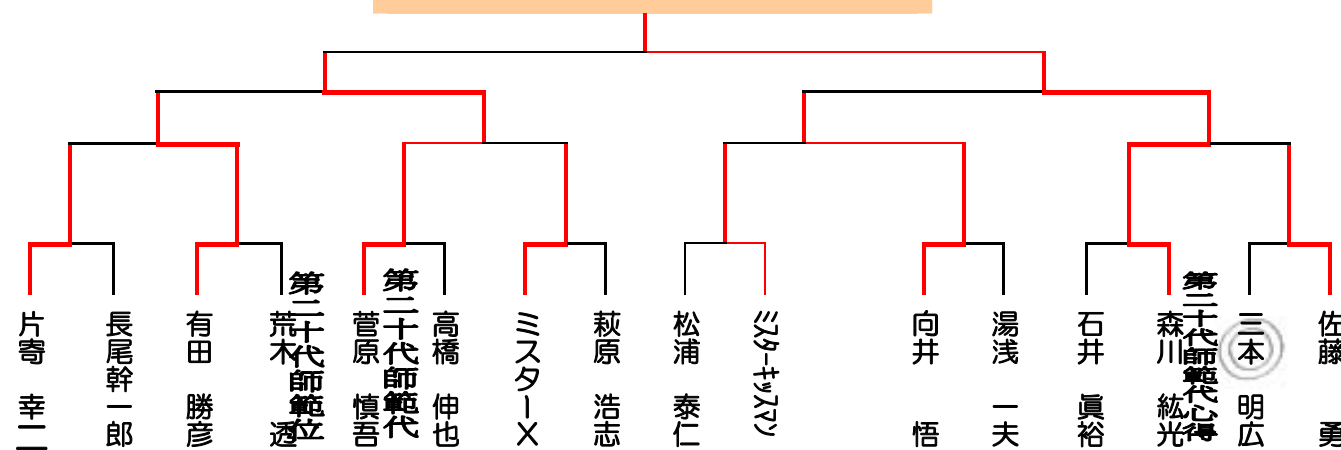 片寄 幸二
長尾幹一郎
有田 勝彦
荒木 透
第二十代師範位
菅原 慎吾
第二十代師範代
高橋 伸也
ミスターX
萩原 浩志
松浦 泰仁
ミスターキッスマン
向井 悟
湯浅 一夫
石井 眞裕
森川 紘光
第二十代師範代心得
三本 明広
佐藤 勇